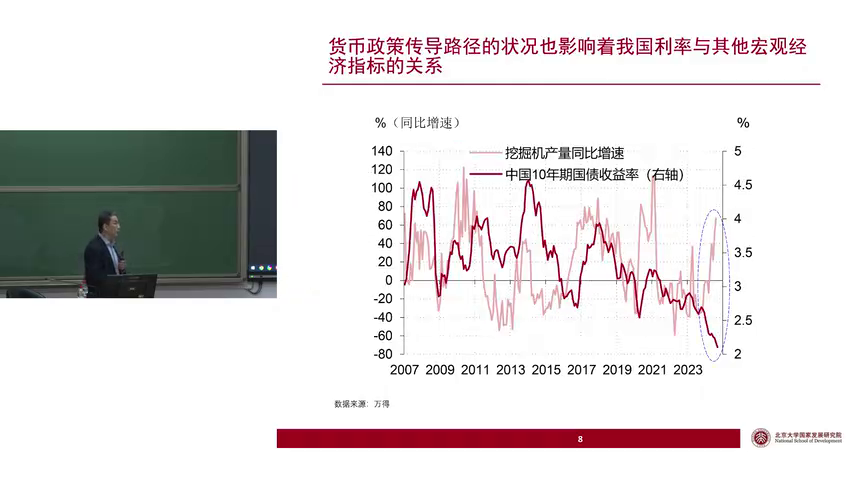 货币政策传导路径的状况也影响着我国利率与其他宏观经
济指标的关系
%（同比增速）
%
挖掘机产量同比增速
中国10年期国债收益率（右轴）
140
120
100
80
60
40
20
0
-20
-40
-60
-80
5
4.5
4
3.5
3
2.5
2
2007 2009 2011 2013 2015 2017 2019 2021 2023
数据来源：万得
8
北京大学国家发展研究院
National School of Development